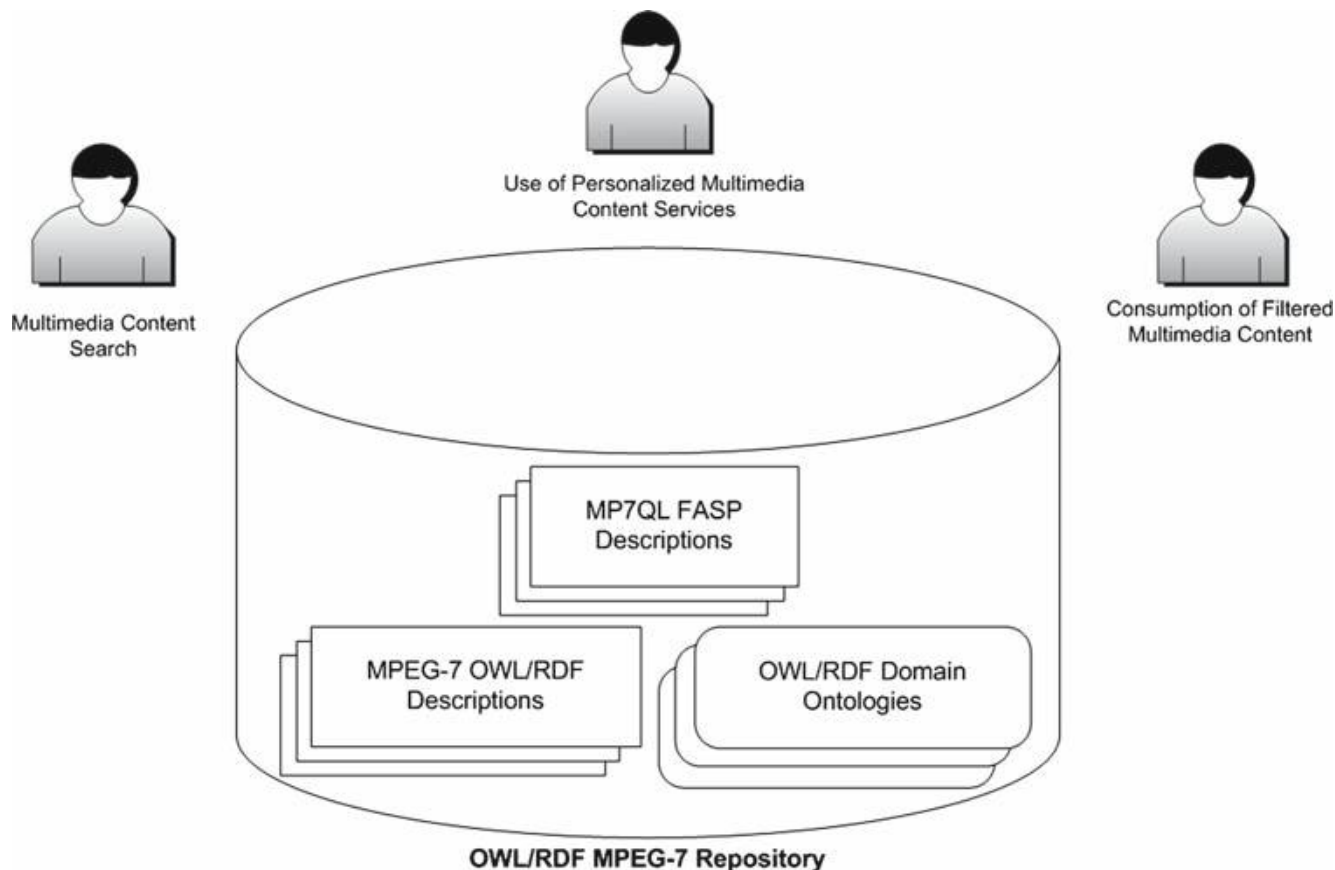 Use of Personalized Multimedia
Content Services
Multimedia Content
Search
Consumption of Filtered
Multimedia Content
MP7QL FASP
Descriptions
MPEG-7 OWL/RDF
Descriptions
OWL/RDF Domain
Ontologies
OWL/RDF MPEG-7 Repository